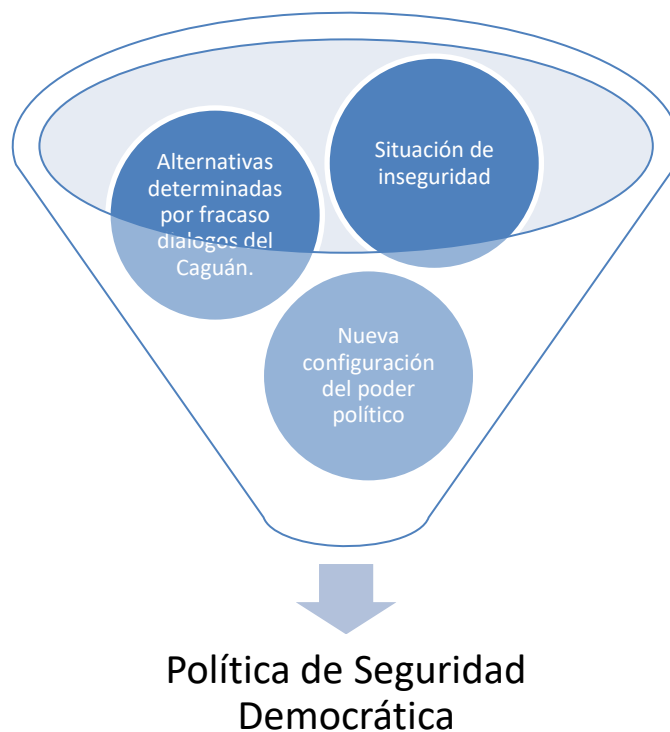 Alternativas
determinadas
por fracaso
dialogos del
Caguán.
Situación de
inseguridad
Nueva
configuración
del poder
político
Política de Seguridad
Democrática